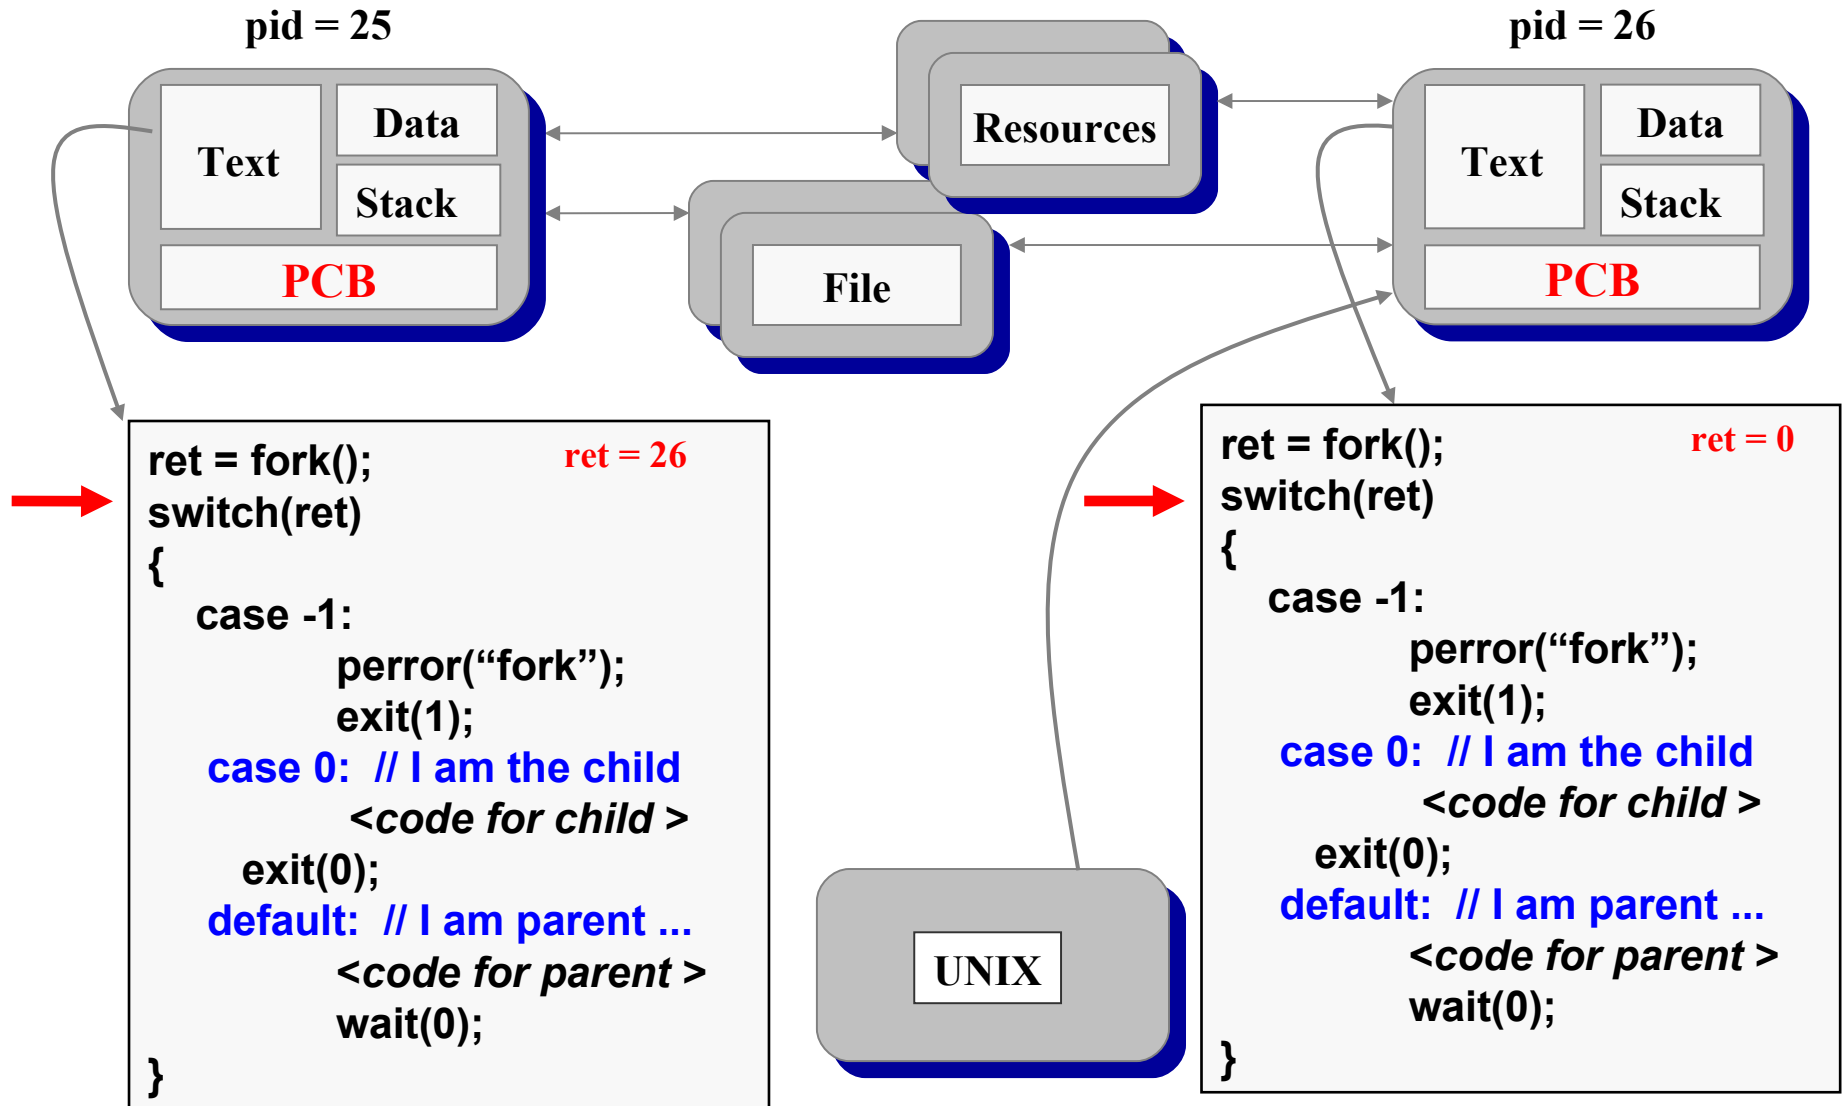 pid = 25
pid = 26
Text
Data
Stack
PCB
Resources
File
Text
Data
Stack
PCB
ret = fork();
ret = 26
switch(ret)
{
case -1:
perror(“fork”);
exit(1);
case 0: // I am the child
<code for child >
exit(0);
default: // I am parent ...
<code for parent >
wait(0);
}
UNIX
ret = fork();
ret = 0
switch(ret)
{
case -1:
perror(“fork”);
exit(1);
case 0: // I am the child
<code for child >
exit(0);
default: // I am parent ...
<code for parent >
wait(0);
}